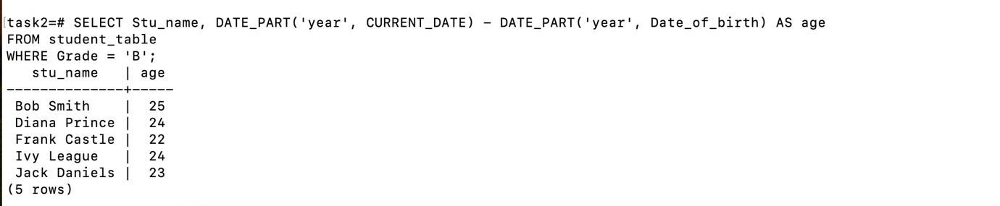 [task2=# SELECT Stu_name, DATE_PART('year', CURRENT_DATE) - DATE_PART('year', Date_of_birth) AS age
FROM student_table
WHERE Grade = 'B';
   stu_name   | age
--------------+-----
 Bob Smith    |  25
 Diana Prince |  24
 Frank Castle |  22
 Ivy League   |  24
 Jack Daniels |  23
(5 rows)